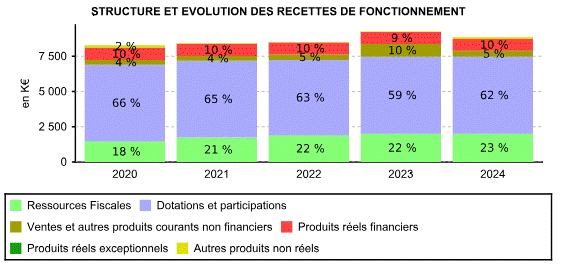 STRUCTURE ET EVOLUTION DES RECETTES DE FONCTIONNEMENT
en K€
7 500
5 000
2 500
0
2 % 10 % 4 % 66 % 18 %
10 % 4 % 65 % 21 %
10 % 5 % 63 % 22 %
9 % 10 % 59 % 22 %
10 % 5 % 62 % 23 %
2020 2021 2022 2023 2024
Ressources Fiscales Dotations et participations
Ventes et autres produits courants non financiers Produits réels financiers
Produits réels exceptionnels Autres produits non réels